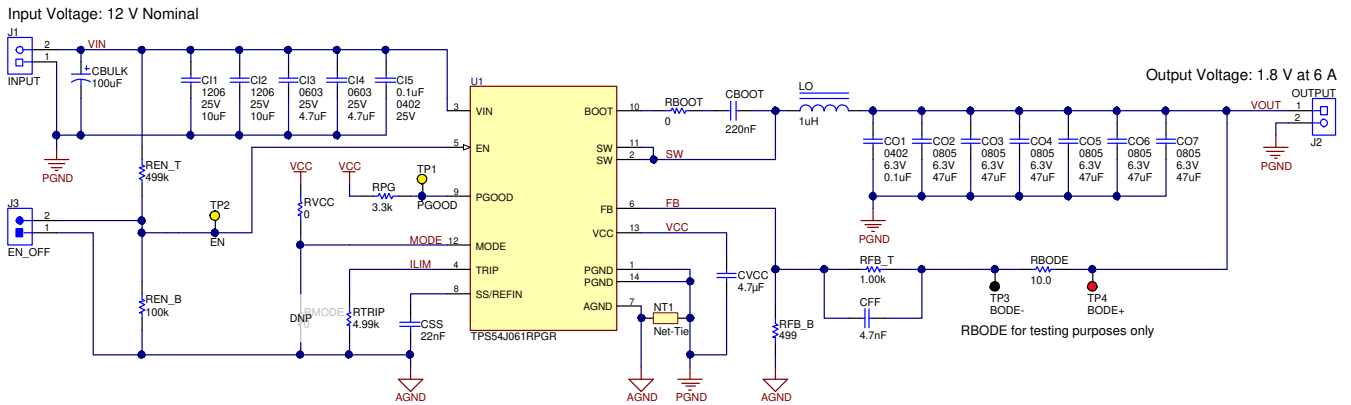 Input Voltage: 12 V Nominal
J1
2
1
INPUT
VIN
+
CBULK
100uF
PGND
CI1
1206
25V
10uF
CI2
1206
25V
10uF
CI3
0603
25V
4.7uF
CI4
0603
25V
4.7uF
CI5
0.1uF
0402
25V
REN_T
499k
J3
2
1
EN_OFF
TP2
EN
REN_B
100k
VCC
RVCC
0
VCC
RPG
3.3k
TP1
PGOOD
MODE
ILIM
DNP
RMODE
0
RTRIP
4.99k
CSS
22nF
AGND
U1
3
VIN
5
EN
9
PGOOD
12
MODE
4
TRIP
8
SS/REFIN
BOOT
10
SW
11
SW
2
FB
6
VCC
13
PGND
1
PGND
14
AGND
7
TPS54J061RPGR
RBOOT
0
CBOOT
220nF
SW
LO
1uH
FB
VCC
CVCC
4.7µF
NT1
Net-Tie
AGND
PGND
RFB_B
499
AGND
Output Voltage: 1.8 V at 6 A
OUTPUT
VOUT
1
2
J2
PGND
CO1
0402
6.3V
0.1uF
CO2
0805
6.3V
47uF
CO3
0805
6.3V
47uF
CO4
0805
6.3V
47uF
CO5
0805
6.3V
47uF
CO6
0805
6.3V
47uF
CO7
0805
6.3V
47uF
PGND
RFB_T
1.00k
CFF
4.7nF
RBODE
10.0
TP3
BODE-
TP4
BODE+
RBODE for testing purposes only